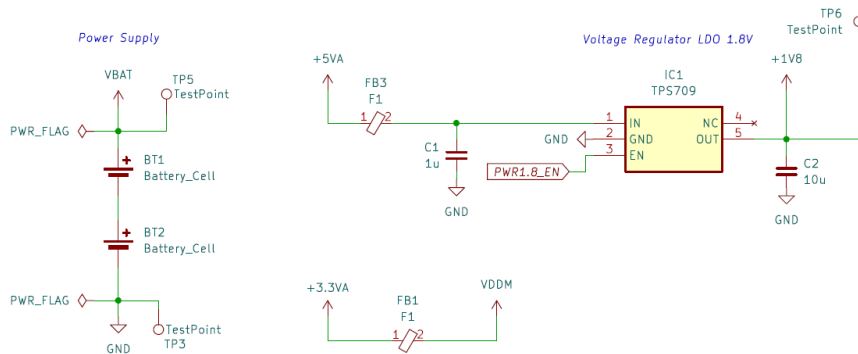 Power Supply
VBAT
TP5
TestPoint
PWR_FLAG
BT1
Battery_Cell
BT2
Battery_Cell
PWR_FLAG
TestPoint
TP3
GND
+5VA
FB3
F1
1 2
C1
1u
GND
PWR1.8_EN
GND
Voltage Regulator LDO 1.8V
IC1
TPS709
1 IN
2 GND
3 EN
NC 4
OUT 5
TP6
TestPoint
+1V8
C2
10u
GND
+3.3VA
FB1
F1
1 2
VDDM